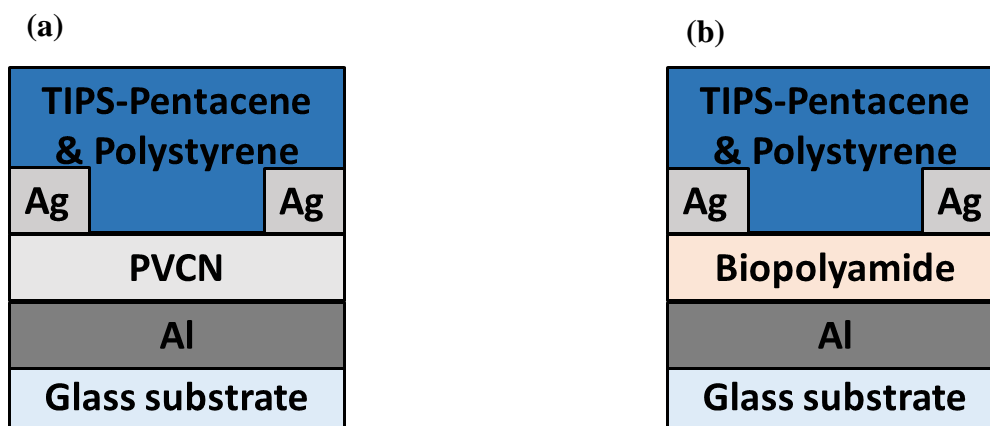 (a)
TIPS-Pentacene
& Polystyrene
Ag
Ag
PVCN
Al
Glass substrate
(b)
TIPS-Pentacene
& Polystyrene
Ag
Ag
Biopolyamide
Al
Glass substrate